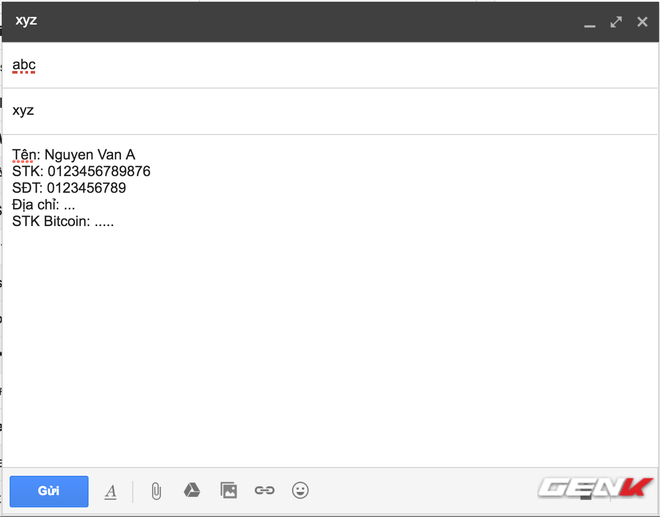 xyz
abc
xyz
Tên: Nguyen Van A
STK: 0123456789876
SĐT: 0123456789
Địa chỉ: ...
STK Bitcoin: .....
Gửi
A
GENK